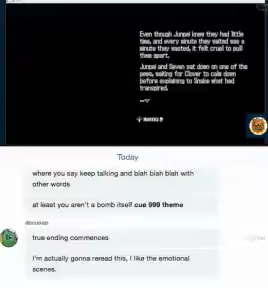 Even though Junpei knew they had little
time, and every minute they waited was a
minute they wasted, it felt cruel to pull
them apart.
Junpei and Seven sat down on one of the
pews, waiting for Clover to calm down
before explaining to Snake what had
transpired.
Today
where you say keep talking and blah blah blah with
other words
at least you aren't a bomb itself cue 999 theme
true ending commences
I'm actually gonna reread this, I like the emotional
scenes.